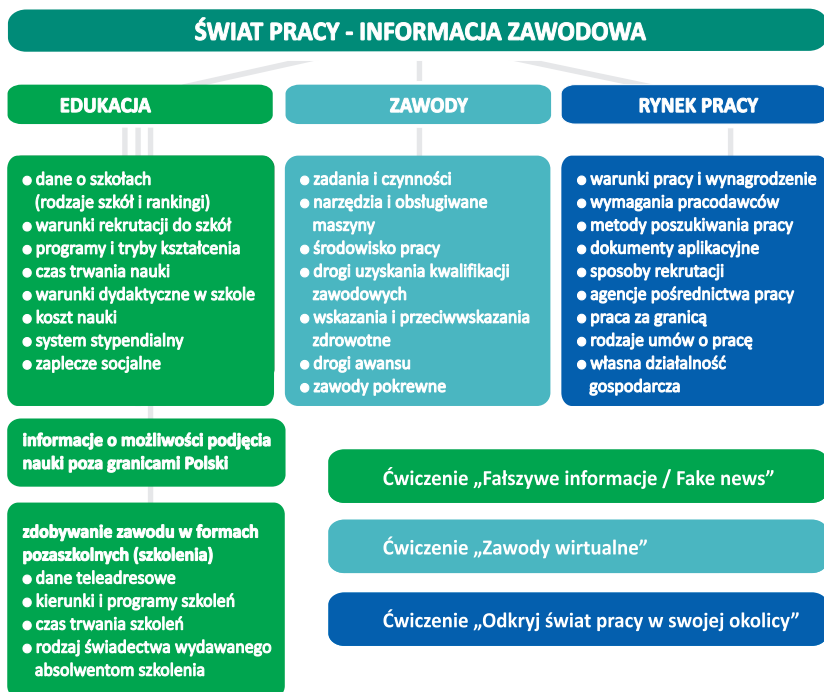 ŚWIAT PRACY - INFORMACJA ZAWODOWA
EDUKACJA
● dane o szkołach
(rodzaje szkół i rankingi)
● warunki rekrutacji do szkół
● programy i tryby kształcenia
● czas trwania nauki
● warunki dydaktyczne w szkole
● koszt nauki
● system stypendialny
● zaplecze socjalne
informacje o możliwości podjęcia
nauki poza granicami Polski
zdobywanie zawodu w formach
pozaszkolnych (szkolenia)
● dane teleadresowe
● kierunki i programy szkoleń
● czas trwania szkoleń
● rodzaj świadectwa wydawanego
absolwentom szkolenia
ZAWODY
● zadania i czynności
● narzędzia i obsługiwane
maszyny
● środowisko pracy
● drogi uzyskania kwalifikacji
zawodowych
● wskazania i przeciwwskazania
zdrowotne
● drogi awansu
● zawody pokrewne
RYNEK PRACY
● warunki pracy i wynagrodzenie
● wymagania pracodawców
● metody poszukiwania pracy
● dokumenty aplikacyjne
● sposoby rekrutacji
● agencje pośrednictwa pracy
● praca za granicą
● rodzaje umów o pracę
● własna działalność
gospodarcza
Ćwiczenie „Fałszywe informacje / Fake news”
Ćwiczenie „Zawody wirtualne”
Ćwiczenie „Odkryj świat pracy w swojej okolicy”